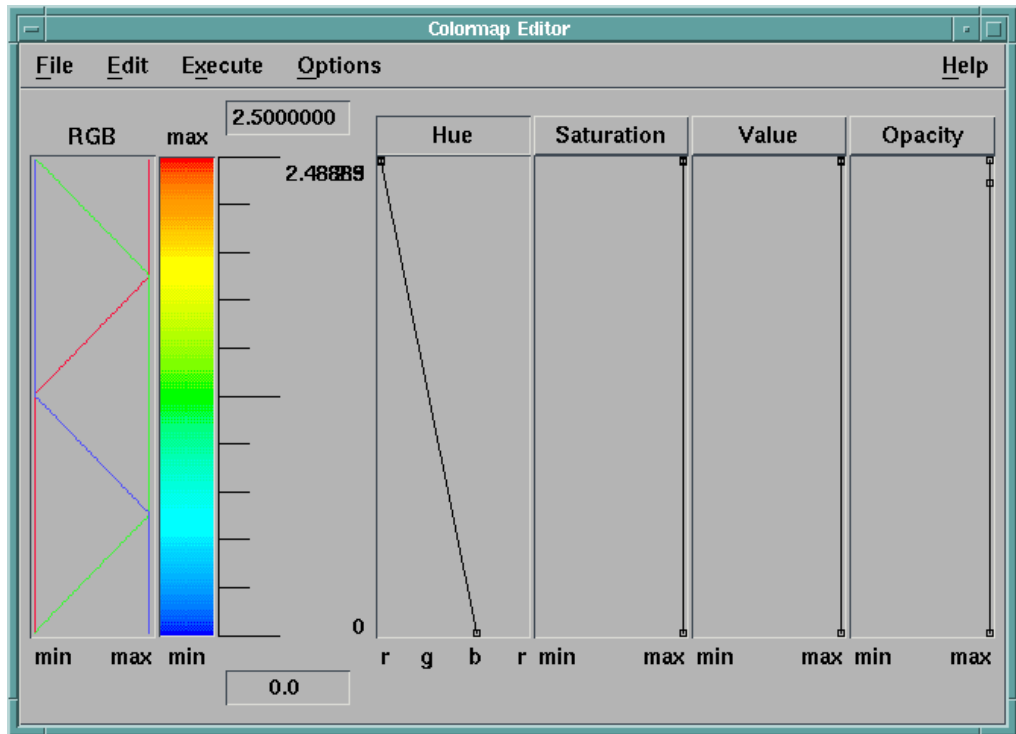 Colormap Editor
File Edit Execute Options Help
2.5000000
RGB max Hue Saturation Value Opacity
0
min max min r g b r min max min max min max
0.0